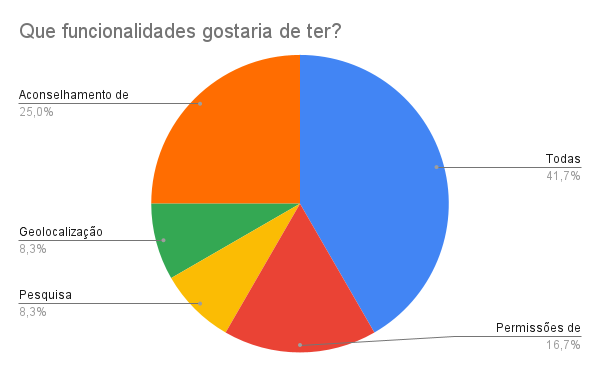 Que funcionalidades gostaria de ter?
Aconselhamento de
25,0%
Todas
41,7%
Geolocalização
8,3%
Pesquisa
8,3%
Permissões de
16,7%